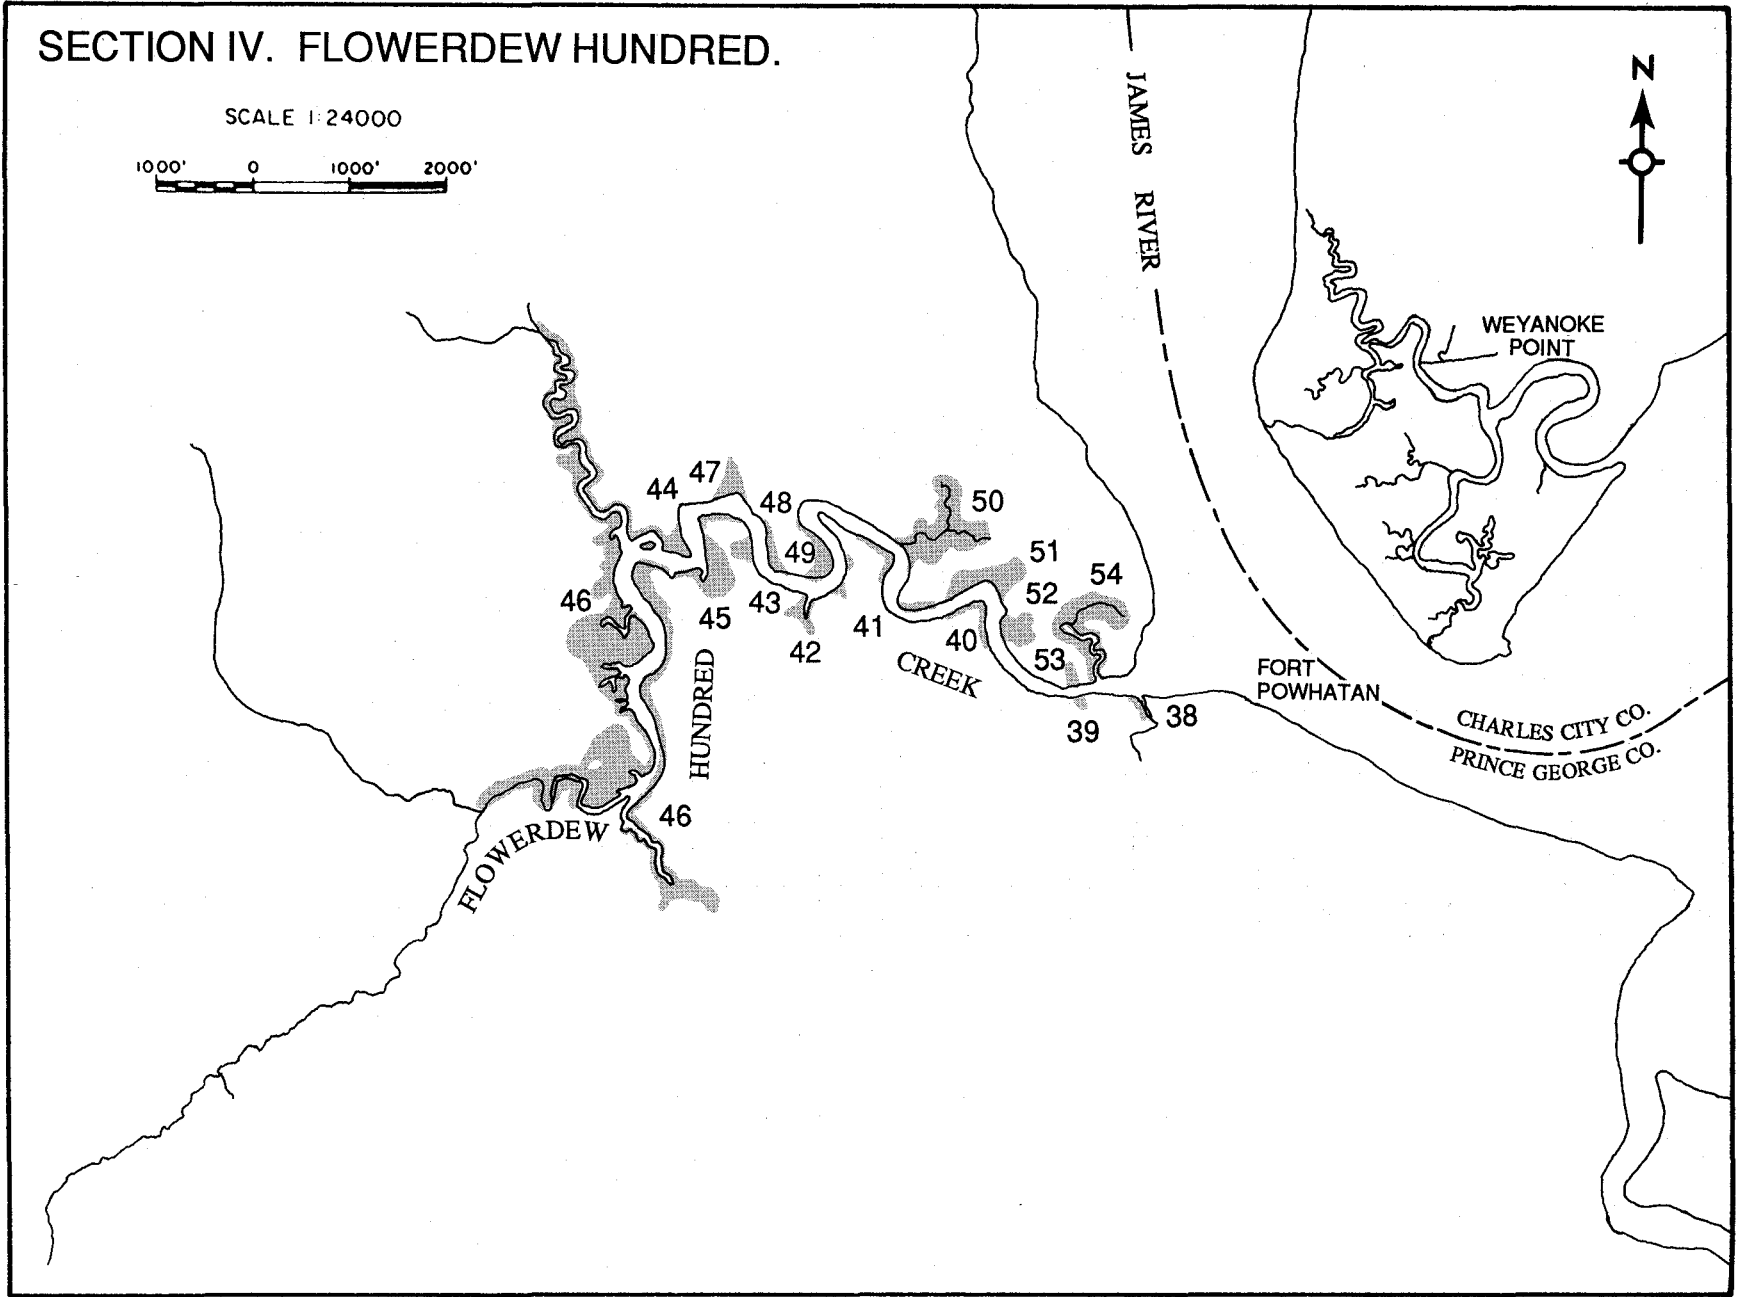 SECTION IV. FLOWERDEW HUNDRED.
SCALE 1:24000
1000' 0 1000' 2000'
N
JAMES RIVER
WEYANOKE
POINT
47
44
48
50
49
51
54
46
52
45
43
41
40
42
53
HUNDRED
CREEK
FORT
POWHATAN
39
38
CHARLES CITY CO.
PRINCE GEORGE CO.
46
FLOWERDEW